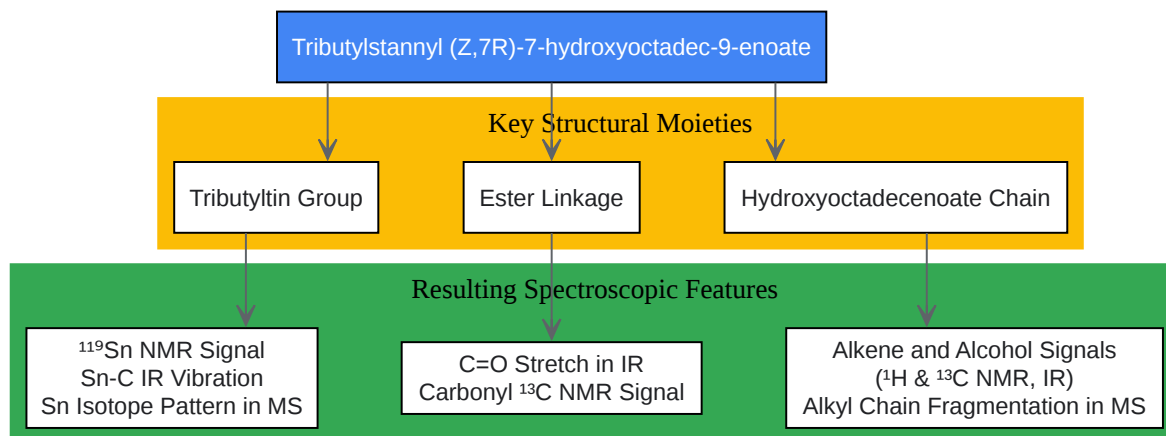 Tributylstannyl (Z,7R)-7-hydroxyoctadec-9-enoate
Key Structural Moieties
Tributyltin Group
Ester Linkage
Hydroxyoctadecenoate Chain
Resulting Spectroscopic Features
¹¹⁹Sn NMR Signal
Sn-C IR Vibration
Sn Isotope Pattern in MS
C=O Stretch in IR
Carbonyl ¹³C NMR Signal
Alkene and Alcohol Signals
(¹H & ¹³C NMR, IR)
Alkyl Chain Fragmentation in MS